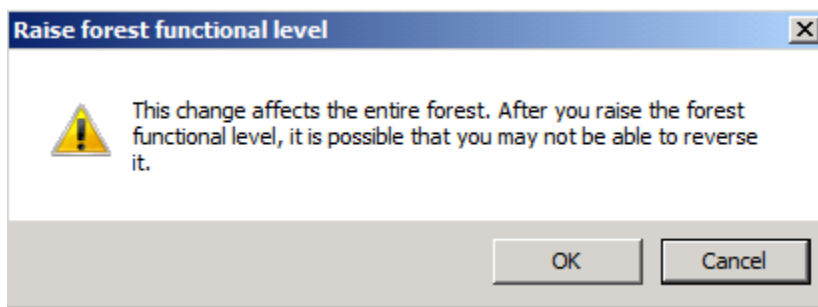 Raise forest functional level
This change affects the entire forest. After you raise the forest
functional level, it is possible that you may not be able to reverse
it.
OK
Cancel